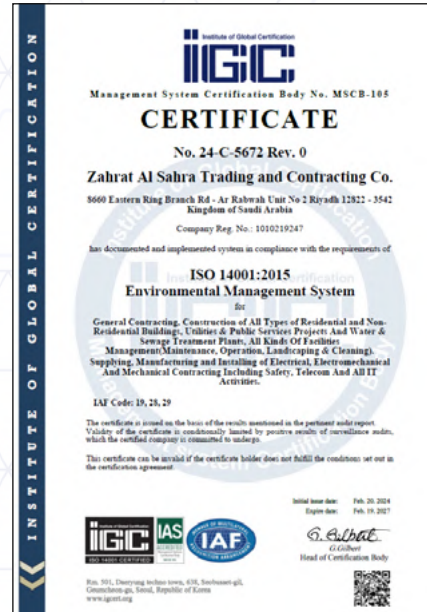 INSTITUTE OF GLOBAL CERTIFICATION
Institute of Global Certification
IGC
Management System Certification Body No. MSCB-105
CERTIFICATE
No. 24-C-5672 Rev. 0
Zahrat Al Sahra Trading and Contracting Co.
8660 Eastern Ring Branch Rd - Ar Rabwah Unit No 2 Riyadh 12822 - 3542
Kingdom of Saudi Arabia
Company Reg. No.: 1010219247
has documented and implemented system in compliance with the requirements of
ISO 14001:2015
Environmental Management System
for
General Contracting, Construction of All Types of Residential and Non-
Residential Buildings, Utilities & Public Services Projects And Water &
Sewage Treatment Plants, All Kinds Of Facilities
Management(Maintenance, Operation, Landscaping & Cleaning).
Supplying, Manufacturing and Installing of Electrical, Electromechanical
And Mechanical Contracting Including Safety, Telecom And All IT
Activities.
IAF Code: 19, 28, 29
The certificate is issued on the basis of the results mentioned in the pertinent audit report.
Validity of the certificate is conditionally limited by positive results of surveillance audits,
which the certified company is committed to undergo.
This certificate can be invalid if the certificate holder does not fulfill the conditions set out in
the certification agreement.
Initial issue date: Feb. 20, 2024
Expire date: Feb. 19, 2027
G. Gilbert
G.Gilbert
Head of Certification Body
IGC
ISO 14001 CERTIFIED
IAS
ACCREDITED
IAF
Rm. 501, Daeryung techno town, 638, Seobusaet-gil,
Geumcheon-gu, Seoul, Republic of Korea
www.igcert.org